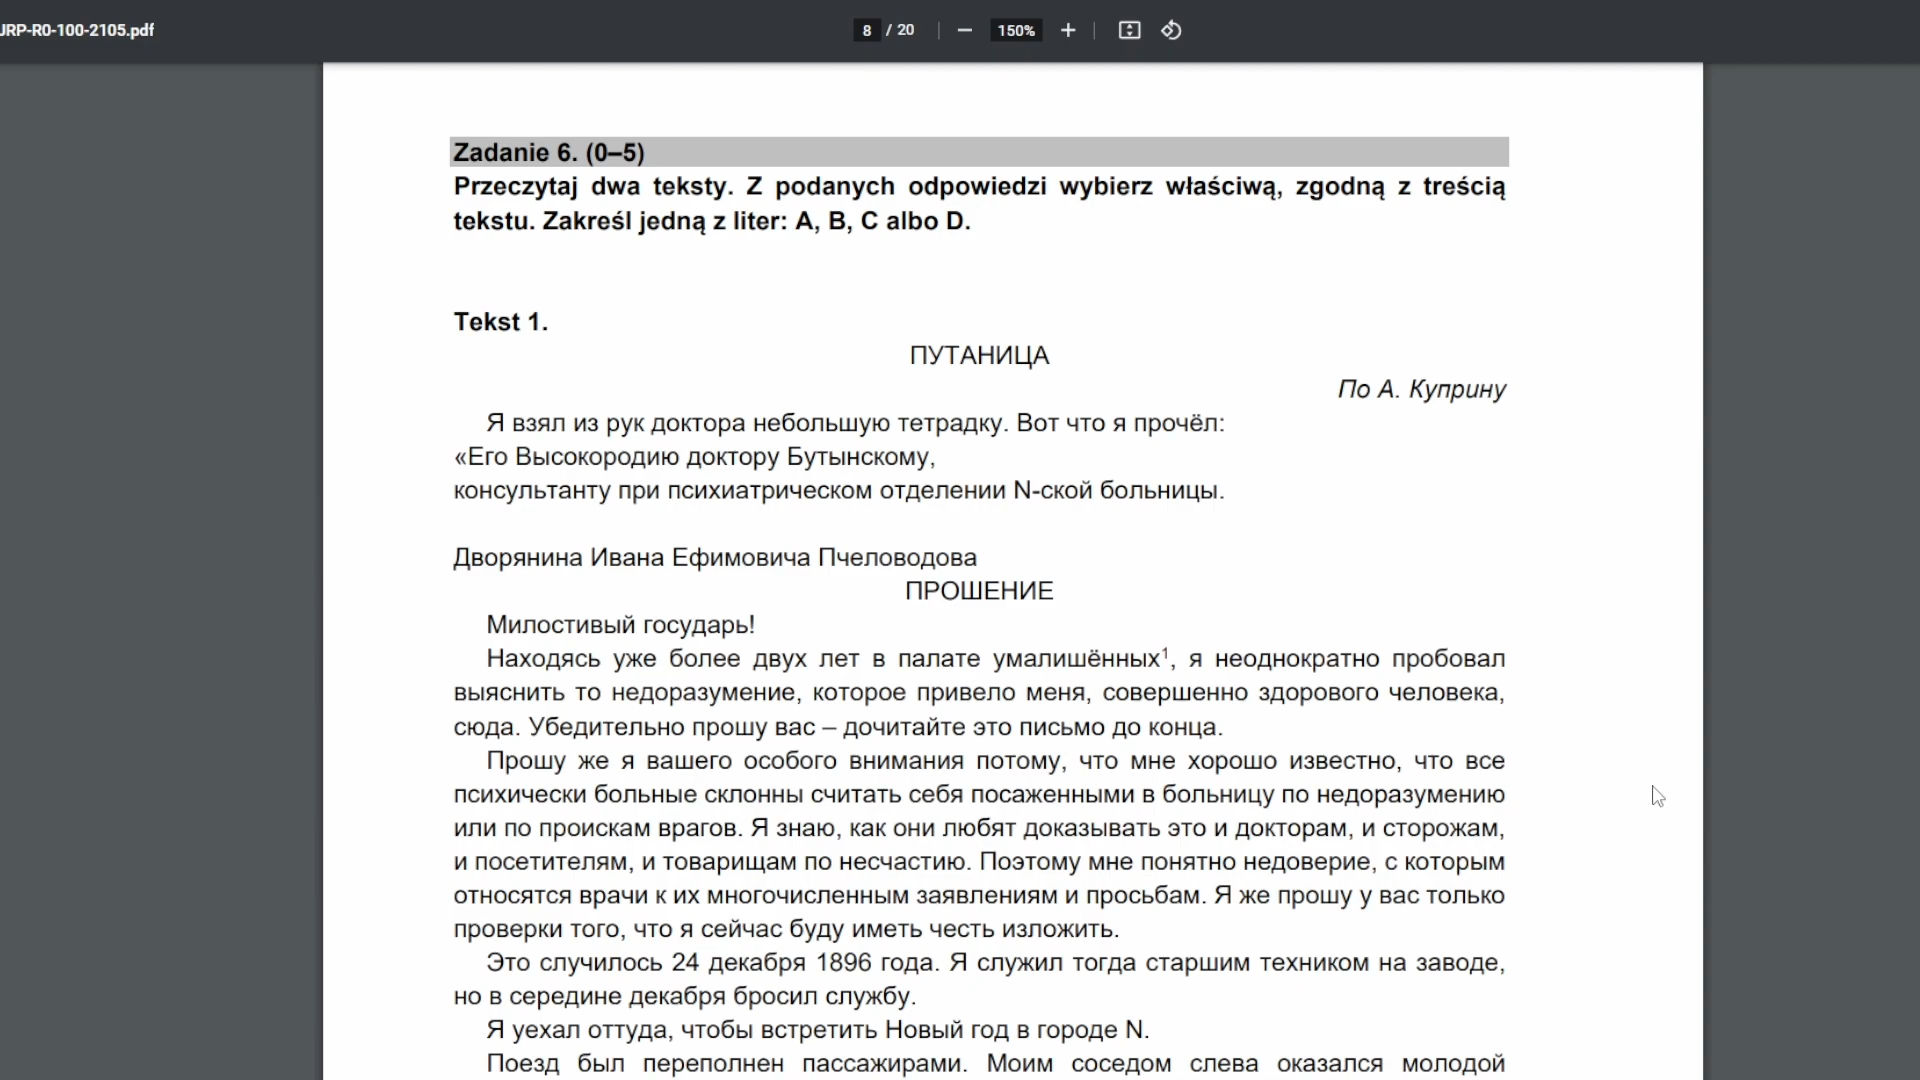 JRP-R0-100-2105.pdf
8 / 20
150%
Zadanie 6. (0–5)
Przeczytaj dwa teksty. Z podanych odpowiedzi wybierz właściwą, zgodną z treścią
tekstu. Zakreśl jedną z liter: A, B, C albo D.
Tekst 1.
ПУТАНИЦА
По А. Куприну
Я взял из рук доктора небольшую тетрадку. Вот что я прочёл:
«Его Высокородию доктору Бутынскому,
консультанту при психиатрическом отделении N-ской больницы.
Дворянина Ивана Ефимовича Пчеловодова
ПРОШЕНИЕ
Милостивый государь!
Находясь уже более двух лет в палате умалишённых¹, я неоднократно пробовал
выяснить то недоразумение, которое привело меня, совершенно здорового человека,
сюда. Убедительно прошу вас – дочитайте это письмо до конца.
Прошу же я вашего особого внимания потому, что мне хорошо известно, что все
психически больные склонны считать себя посаженными в больницу по недоразумению
или по проискам врагов. Я знаю, как они любят доказывать это и докторам, и сторожам,
и посетителям, и товарищам по несчастию. Поэтому мне понятно недоверие, с которым
относятся врачи к их многочисленным заявлениям и просьбам. Я же прошу у вас только
проверки того, что я сейчас буду иметь честь изложить.
Это случилось 24 декабря 1896 года. Я служил тогда старшим техником на заводе,
но в середине декабря бросил службу.
Я уехал оттуда, чтобы встретить Новый год в городе N.
Поезд был переполнен пассажирами. Моим соседом слева оказался молодой